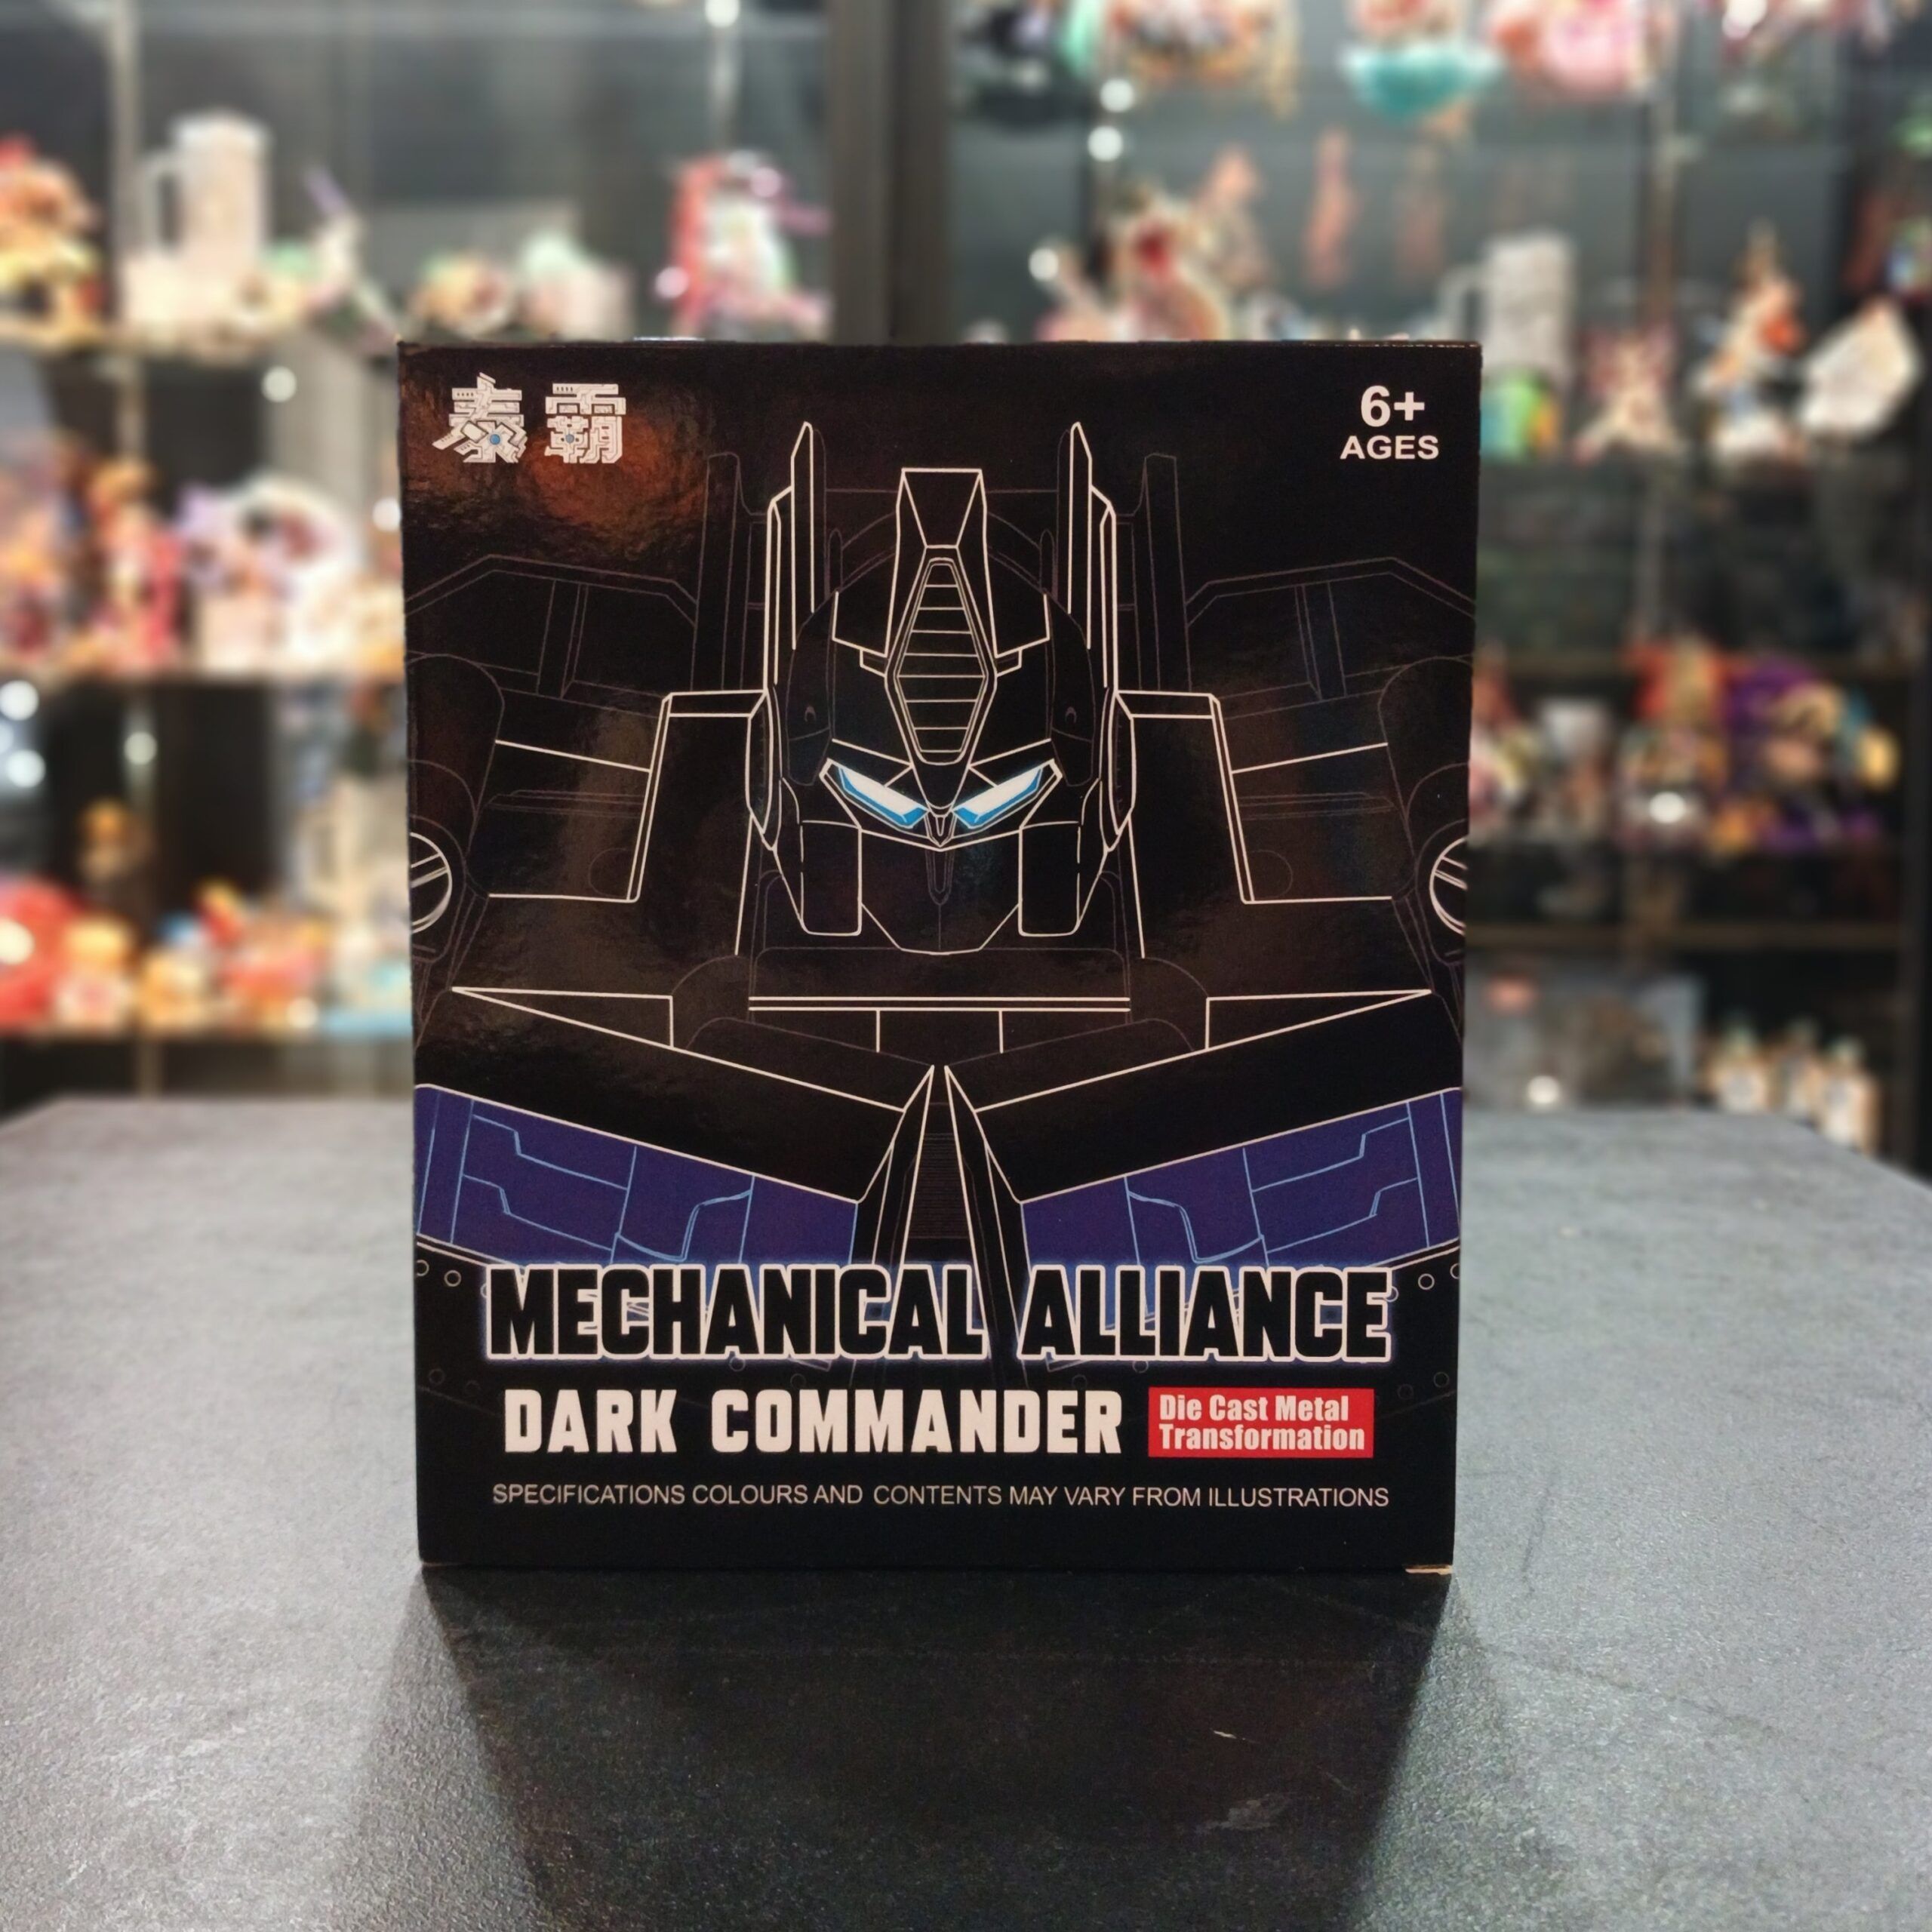 泰霸
6+
AGES
MECHANICAL ALLIANCE
DARK COMMANDER
Die Cast Metal
Transformation
SPECIFICATIONS COLOURS AND CONTENTS MAY VARY FROM ILLUSTRATIONS